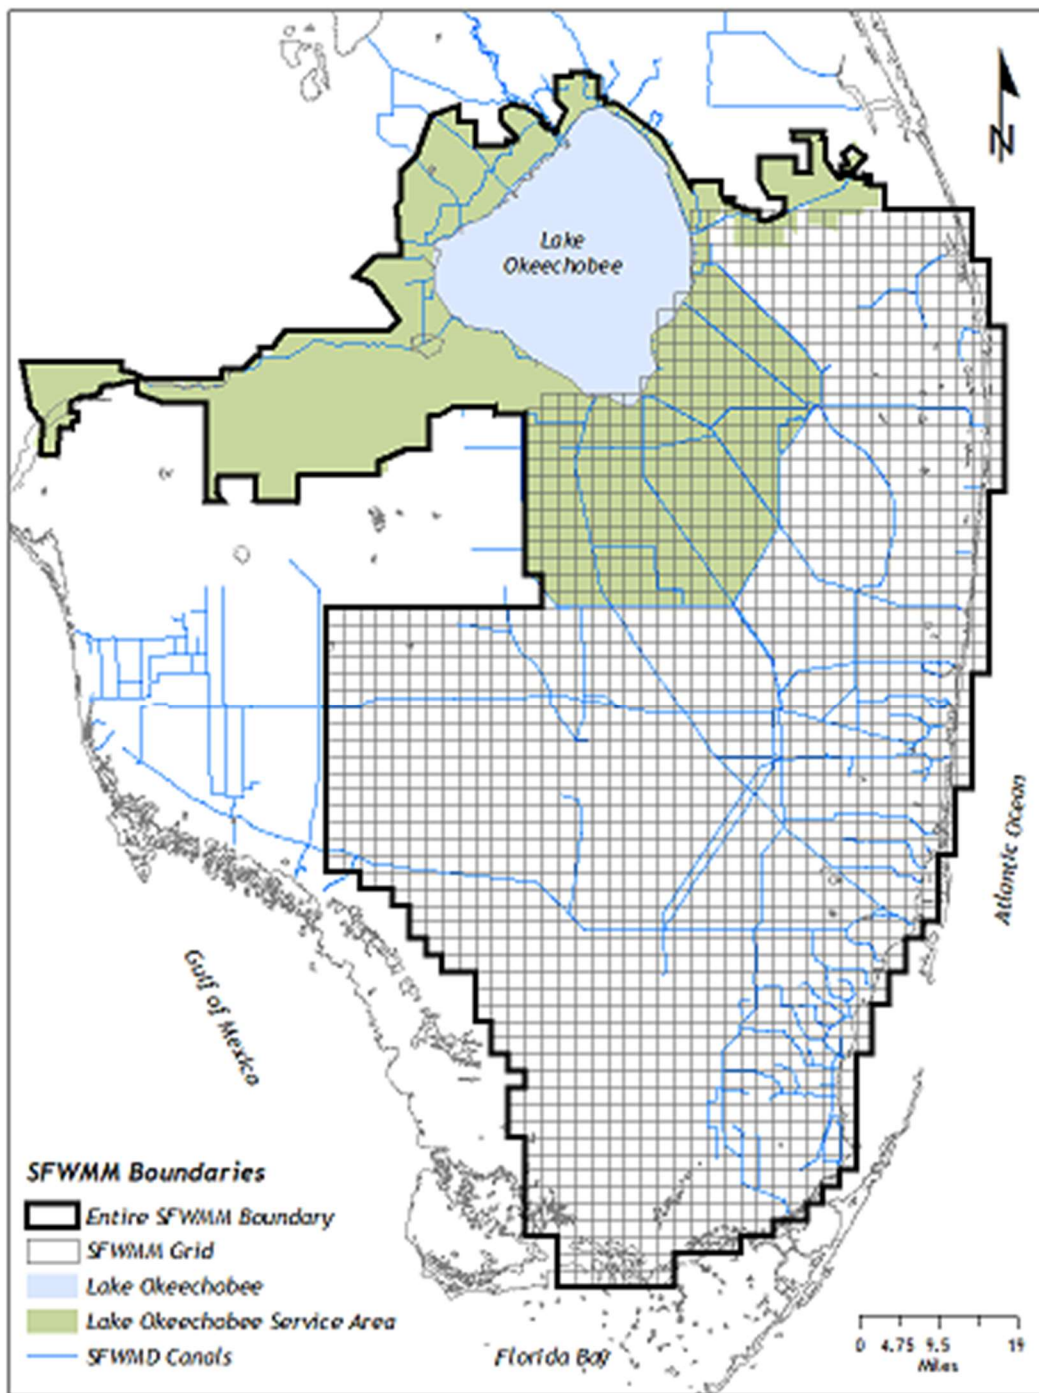 N
Lake
Okeechobee
Atlantic Ocean
Gulf of Mexico
SFWMM Boundaries
Entire SFWMM Boundary
SFWMM Grid
Lake Okeechobee
Lake Okeechobee Service Area
SFWMD Canals
Florida Bay
0 4.75 9.5 19
Miles